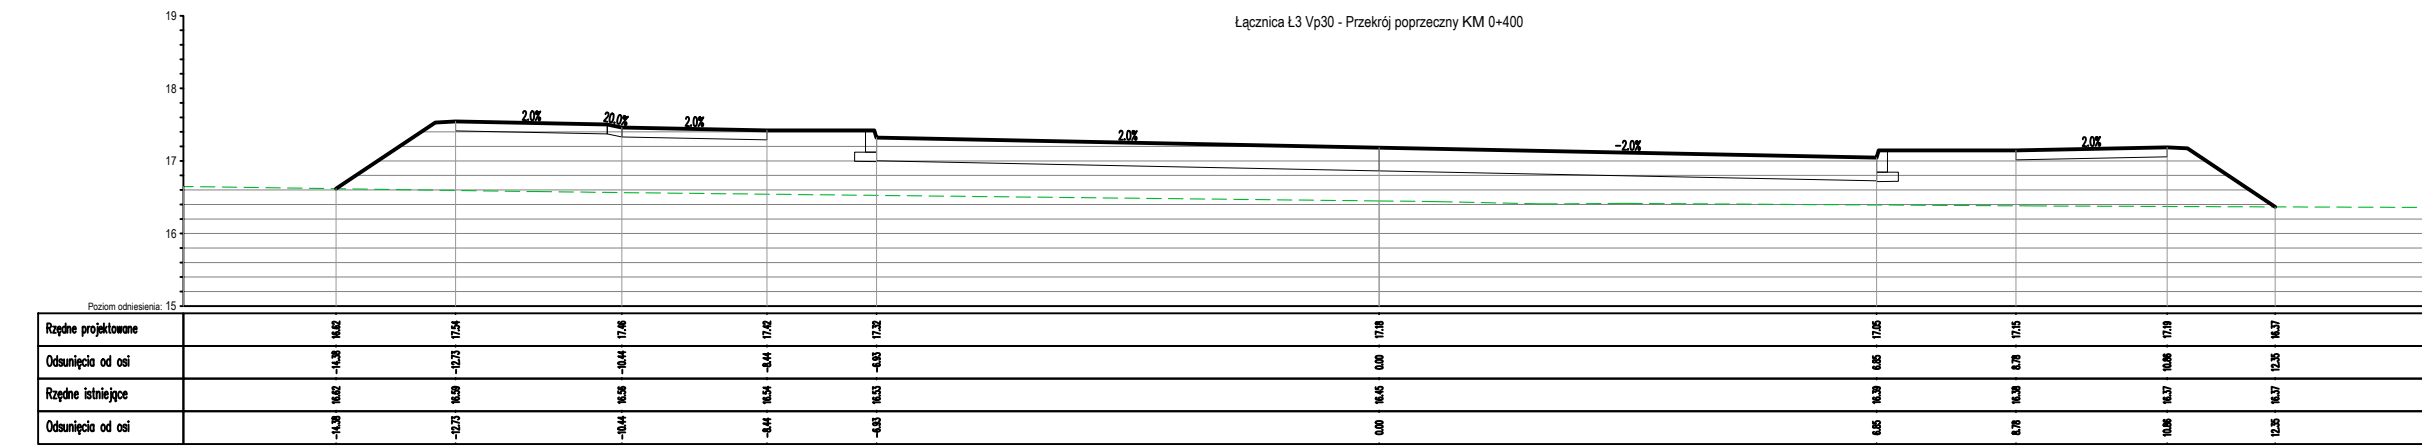 Łącznica Ł3 Vp30 - Przekrój poprzeczny KM 0+400
19
18
17
16
Poziom odniesienia: 15
2.0% 20.0% 2.0% 2.0% -2.0% 2.0%
Rzędne projektowane 16.62 17.54 17.46 17.42 17.32 17.18 17.05 17.15 17.19 16.37
Odsunięcia od osi -14.38 -12.73 -10.44 -8.44 -6.93 0.00 6.85 8.78 10.86 12.35
Rzędne istniejące 16.62 16.59 16.56 16.54 16.53 16.45 16.39 16.38 16.37 16.37
Odsunięcia od osi -14.38 -12.73 -10.44 -8.44 -6.93 0.00 6.85 8.78 10.86 12.35